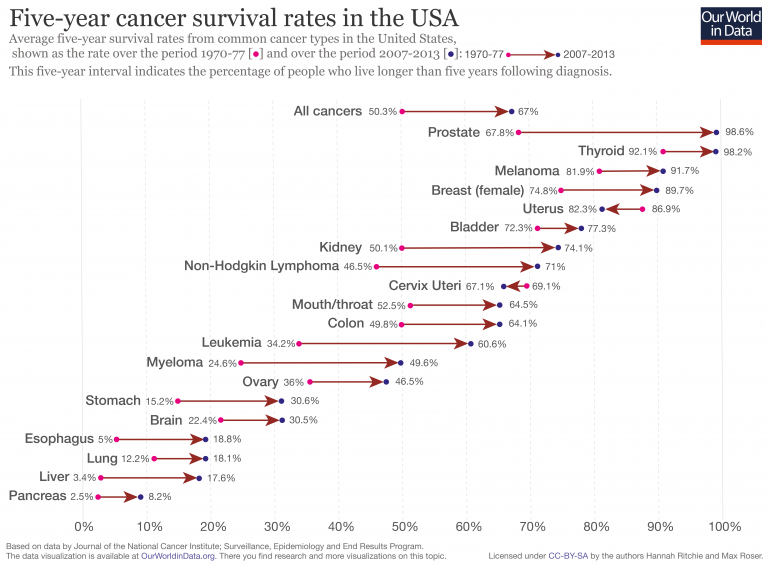 Five-year cancer survival rates in the USA
Our World
in Data
Average five-year survival rates from common cancer types in the United States,
shown as the rate over the period 1970-77 [•] and over the period 2007-2013 [•]: 1970-77 2007-2013
This five-year interval indicates the percentage of people who live longer than five years following diagnosis.
All cancers 50.3% 67%
Prostate 67.8% 98.6%
Thyroid 92.1% 98.2%
Melanoma 81.9% 91.7%
Breast (female) 74.8% 89.7%
Uterus 82.3% 86.9%
Bladder 72.3% 77.3%
Kidney 50.1% 74.1%
Non-Hodgkin Lymphoma 46.5% 71%
Cervix Uteri 67.1% 69.1%
Mouth/throat 52.5% 64.5%
Colon 49.8% 64.1%
Leukemia 34.2% 60.6%
Myeloma 24.6% 49.6%
Ovary 36% 46.5%
Stomach 15.2% 30.6%
Brain 22.4% 30.5%
Esophagus 5% 18.8%
Lung 12.2% 18.1%
Liver 3.4% 17.6%
Pancreas 2.5% 8.2%
0% 10% 20% 30% 40% 50% 60% 70% 80% 90% 100%
Based on data by Journal of the National Cancer Institute; Surveillance, Epidemiology and End Results Program.
The data visualization is available at OurWorldinData.org. There you find research and more visualizations on this topic. Licensed under CC-BY-SA by the authors Hannah Ritchie and Max Roser.